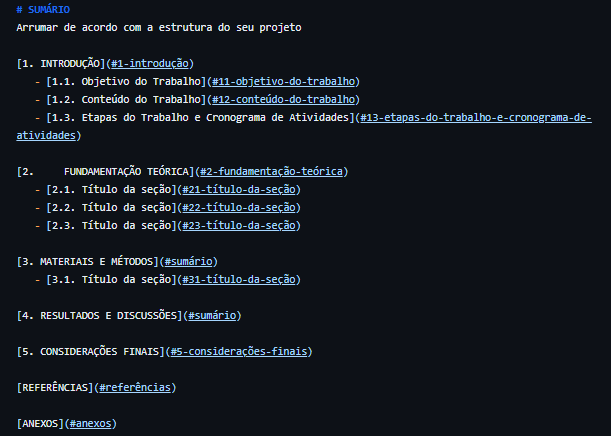 # SUMÁRIO
Arrumar de acordo com a estrutura do seu projeto
[1. INTRODUÇÃO](#1-introdução)
- [1.1. Objetivo do Trabalho](#11-objetivo-do-trabalho)
- [1.2. Conteúdo do Trabalho](#12-conteúdo-do-trabalho)
- [1.3. Etapas do Trabalho e Cronograma de Atividades](#13-etapas-do-trabalho-e-cronograma-de-
atividades)
[2.     FUNDAMENTAÇÃO TEÓRICA](#2-fundamentação-teórica)
- [2.1. Título da seção](#21-título-da-seção)
- [2.2. Título da seção](#22-título-da-seção)
- [2.3. Título da seção](#23-título-da-seção)
[3. MATERIAIS E MÉTODOS](#sumário)
- [3.1. Título da seção](#31-título-da-seção)
[4. RESULTADOS E DISCUSSÕES](#sumário)
[5. CONSIDERAÇÕES FINAIS](#5-considerações-finais)
[REFERÊNCIAS](#referências)
[ANEXOS](#anexos)